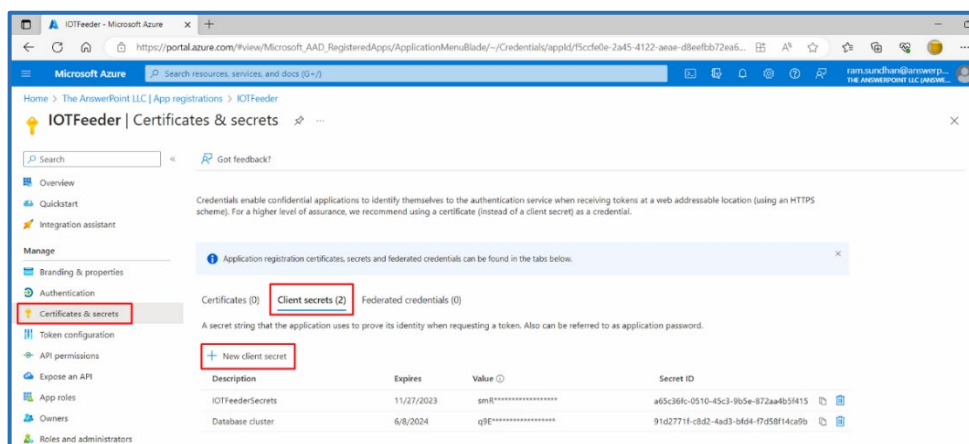 IOTFeeder - Microsoft Azure
https://portal.azure.com/#view/Microsoft_AAD_RegisteredApps/ApplicationMenuBlade/~/Credentials/appId/f5ccfe0e-2a45-4122-aeae-d8eefbb72ea6...
Microsoft Azure
Search resources, services, and docs (G+/)
ram.sundhan@answerp...
THE ANSWERPOINT LLC (ANSWE...
Home > The AnswerPoint LLC | App registrations > IOTFeeder
IOTFeeder | Certificates & secrets
Search
Got feedback?
Overview
Quickstart
Integration assistant
Manage
Branding & properties
Authentication
Certificates & secrets
Token configuration
API permissions
Expose an API
App roles
Owners
Roles and administrators
Credentials enable confidential applications to identify themselves to the authentication service when receiving tokens at a web addressable location (using an HTTPS
scheme). For a higher level of assurance, we recommend using a certificate (instead of a client secret) as a credential.
Application registration certificates, secrets and federated credentials can be found in the tabs below.
Certificates (0) Client secrets (2) Federated credentials (0)
A secret string that the application uses to prove its identity when requesting a token. Also can be referred to as application password.
New client secret
Description Expires Value Secret ID
IOTFeederSecrets 11/27/2023 smR****************** a65c36fc-0510-45c3-9b5e-872aa4b5f415
Database cluster 6/8/2024 q9E****************** 91d2771f-c8d2-4ad3-bfd4-f7d58f14ca9b